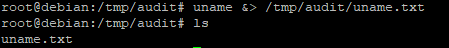 root@debian:/tmp/audit# uname &> /tmp/audit/uname.txt
root@debian:/tmp/audit# ls
uname.txt